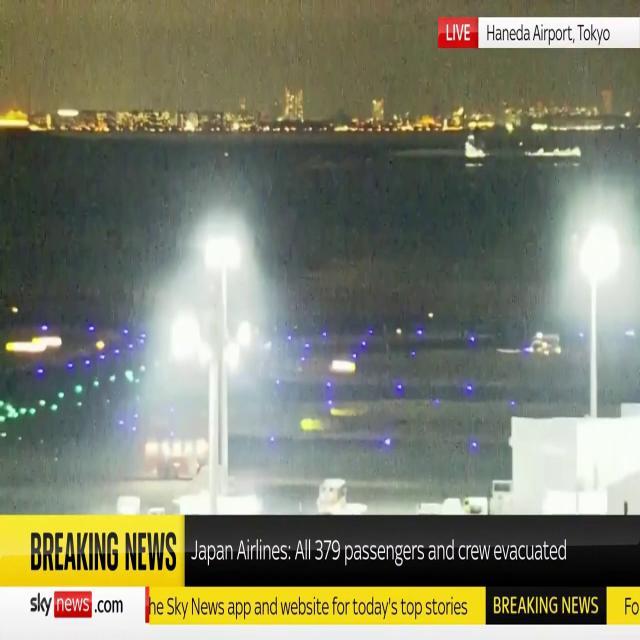 LIVE Haneda Airport, Tokyo
BREAKING NEWS
Japan Airlines: All 379 passengers and crew evacuated
sky news.com
he Sky News app and website for today's top stories BREAKING NEWS Fo